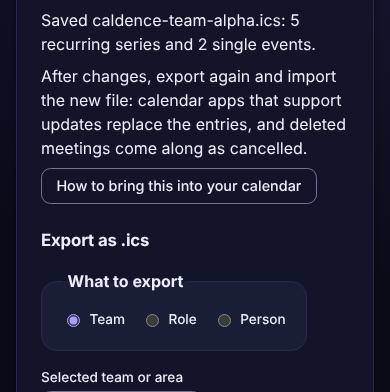 Saved caldence-team-alpha.ics: 5
recurring series and 2 single events.
After changes, export again and import
the new file: calendar apps that support
updates replace the entries, and deleted
meetings come along as cancelled.
How to bring this into your calendar
Export as .ics
What to export
Team Role Person
Selected team or area